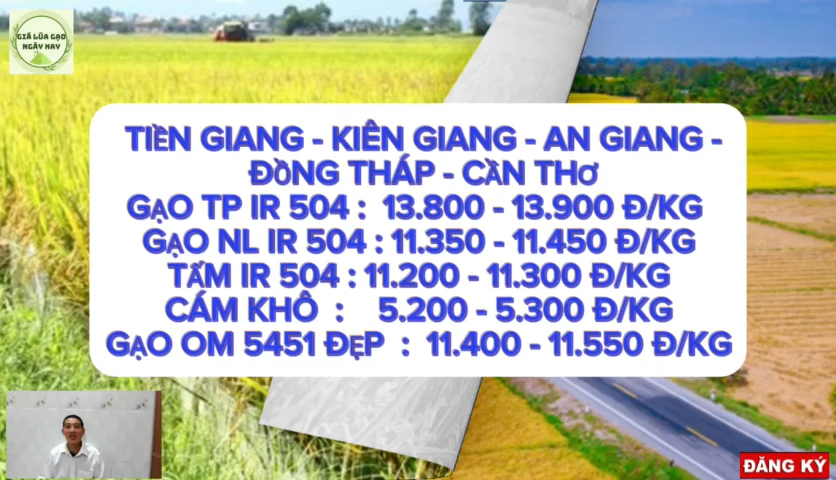 GIÁ LÚA GẠO
NGÀY NAY
TIỀN GIANG - KIÊN GIANG - AN GIANG -
ĐỒNG THÁP - CẦN THƠ
GẠO TP IR 504 : 13.800 - 13.900 Đ/KG
GẠO NL IR 504 : 11.350 - 11.450 Đ/KG
TẤM IR 504 : 11.200 - 11.300 Đ/KG
CÁM KHÔ : 5.200 - 5.300 Đ/KG
GẠO OM 5451 ĐẸP : 11.400 - 11.550 Đ/KG
ĐĂNG KÝ